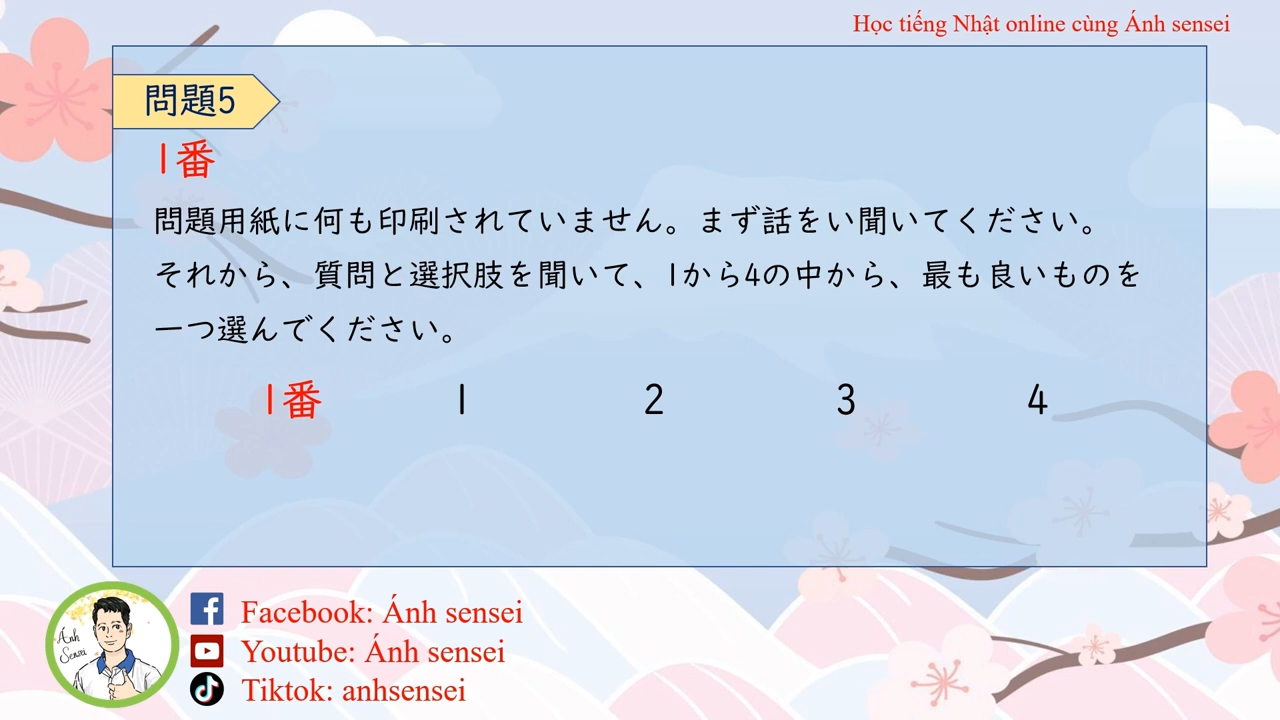 Học tiếng Nhật online cùng Ánh sensei
問題5
1番
問題用紙に何も印刷されていません。まず話をい聞いてください。
それから、質問と選択肢を聞いて、1から4の中から、最も良いものを
一つ選んでください。
1番 1 2 3 4
Ánh Sensei
Facebook: Ánh sensei
Youtube: Ánh sensei
Tiktok: anhsensei